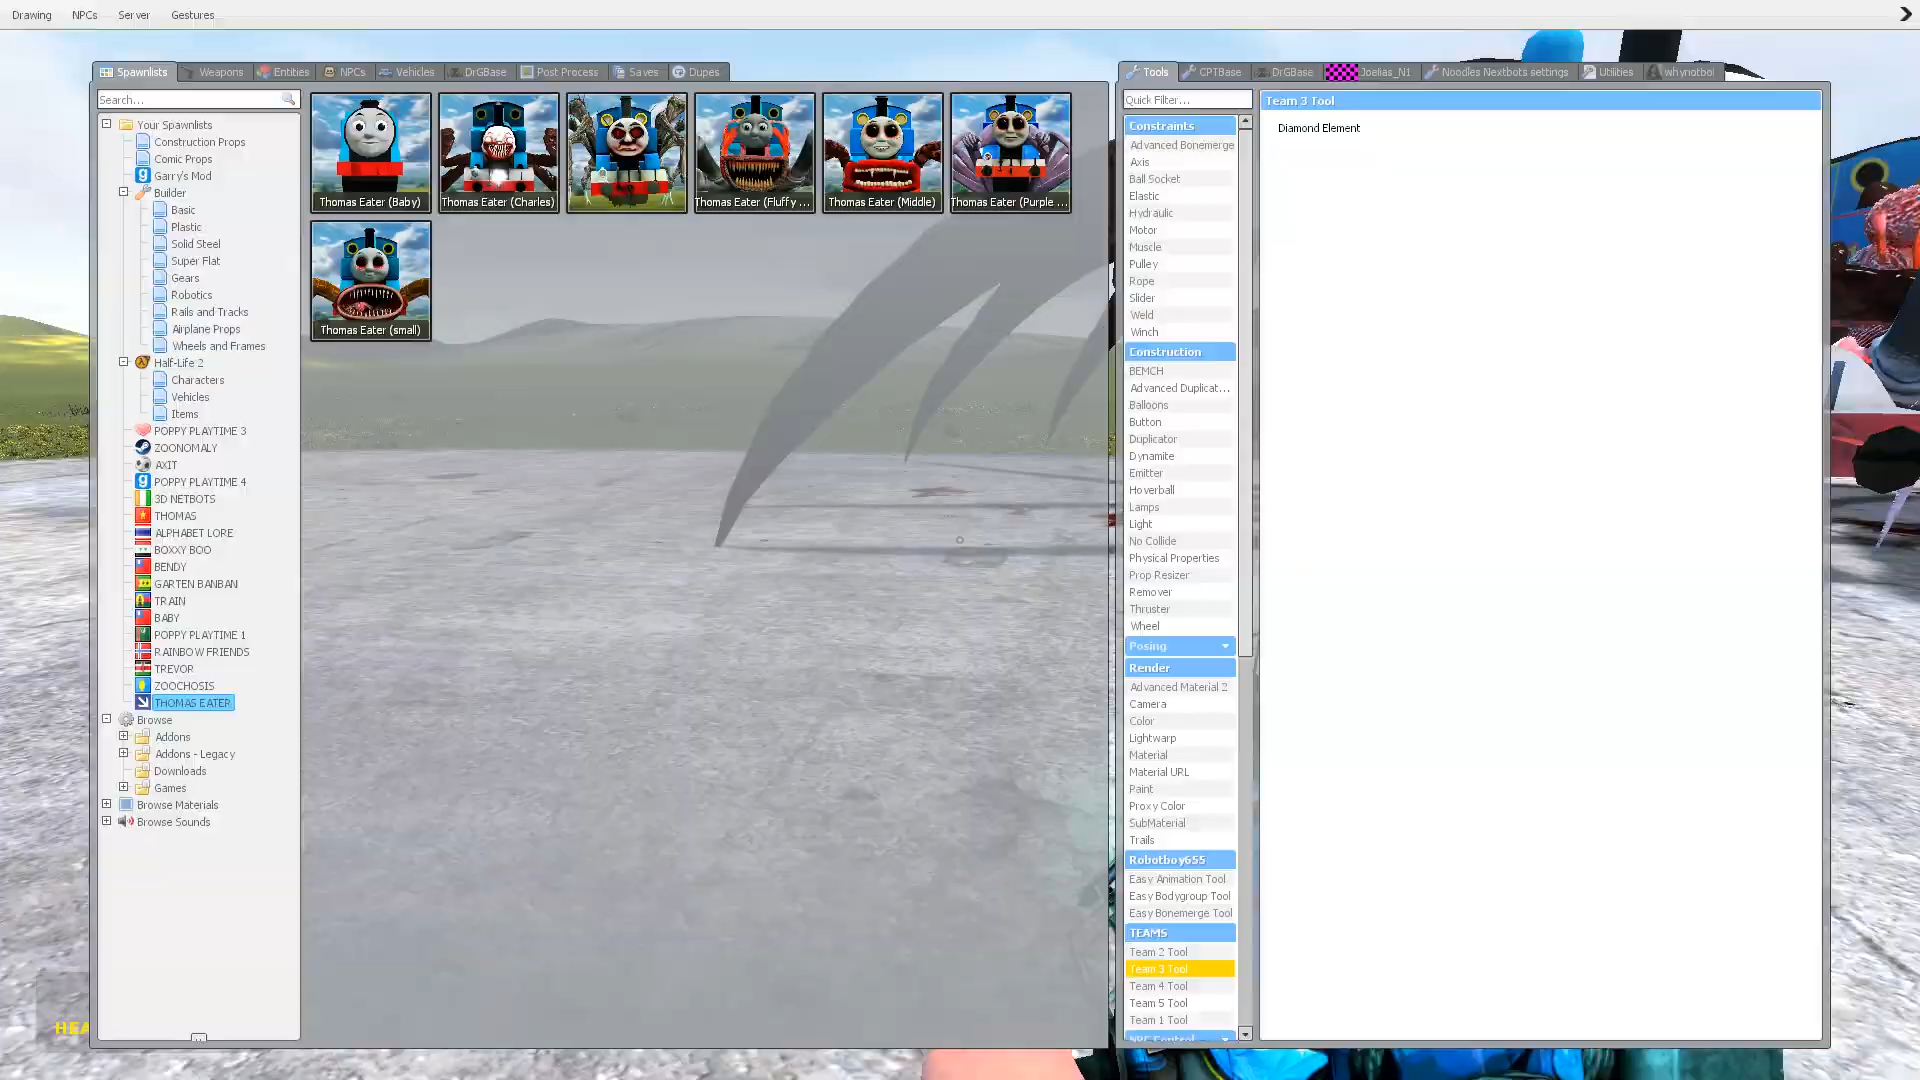 Drawing NPCs Server Gestures
Spawnlists Weapons Entities NPCs Vehicles DrGBase Post Process Saves Dupes
Search...
Your Spawnlists
Construction Props
Comic Props
Garry's Mod
Builder
Basic
Plastic
Solid Steel
Super Flat
Gears
Robotics
Rails and Tracks
Airplane Props
Wheels and Frames
Half-Life 2
Characters
Vehicles
Items
POPPY PLAYTIME 3
ZOONOMALY
AXIT
POPPY PLAYTIME 4
3D NETBOTS
THOMAS
ALPHABET LORE
BOXXY BOO
BENDY
GARTEN BANBAN
TRAIN
BABY
POPPY PLAYTIME 1
RAINBOW FRIENDS
TREVOR
ZOOCHOSIS
THOMAS EATER
Browse
Addons
Addons - Legacy
Downloads
Games
Browse Materials
Browse Sounds
Thomas Eater (Baby) Thomas Eater (Charles) Thomas Eater (Fluffy ... Thomas Eater (Middle) Thomas Eater (Purple ...
Thomas Eater (small)
HEA
Tools CPTBase DrGBase Joelias_N1 Noodles Nextbots settings Utilities whynotboi
Quick Filter...
Constraints
Advanced Bonemerge
Axis
Ball Socket
Elastic
Hydraulic
Motor
Muscle
Pulley
Rope
Slider
Weld
Winch
Construction
BEMCH
Advanced Duplicat...
Balloons
Button
Duplicator
Dynamite
Emitter
Hoverball
Lamps
Light
No Collide
Physical Properties
Prop Resizer
Remover
Thruster
Wheel
Posing
Render
Advanced Material 2
Camera
Color
Lightwarp
Material
Material URL
Paint
Proxy Color
SubMaterial
Trails
Robotboy655
Easy Animation Tool
Easy Bodygroup Tool
Easy Bonemerge Tool
TEAMS
Team 2 Tool
Team 3 Tool
Team 4 Tool
Team 5 Tool
Team 1 Tool
NPC Control
Team 3 Tool
Diamond Element